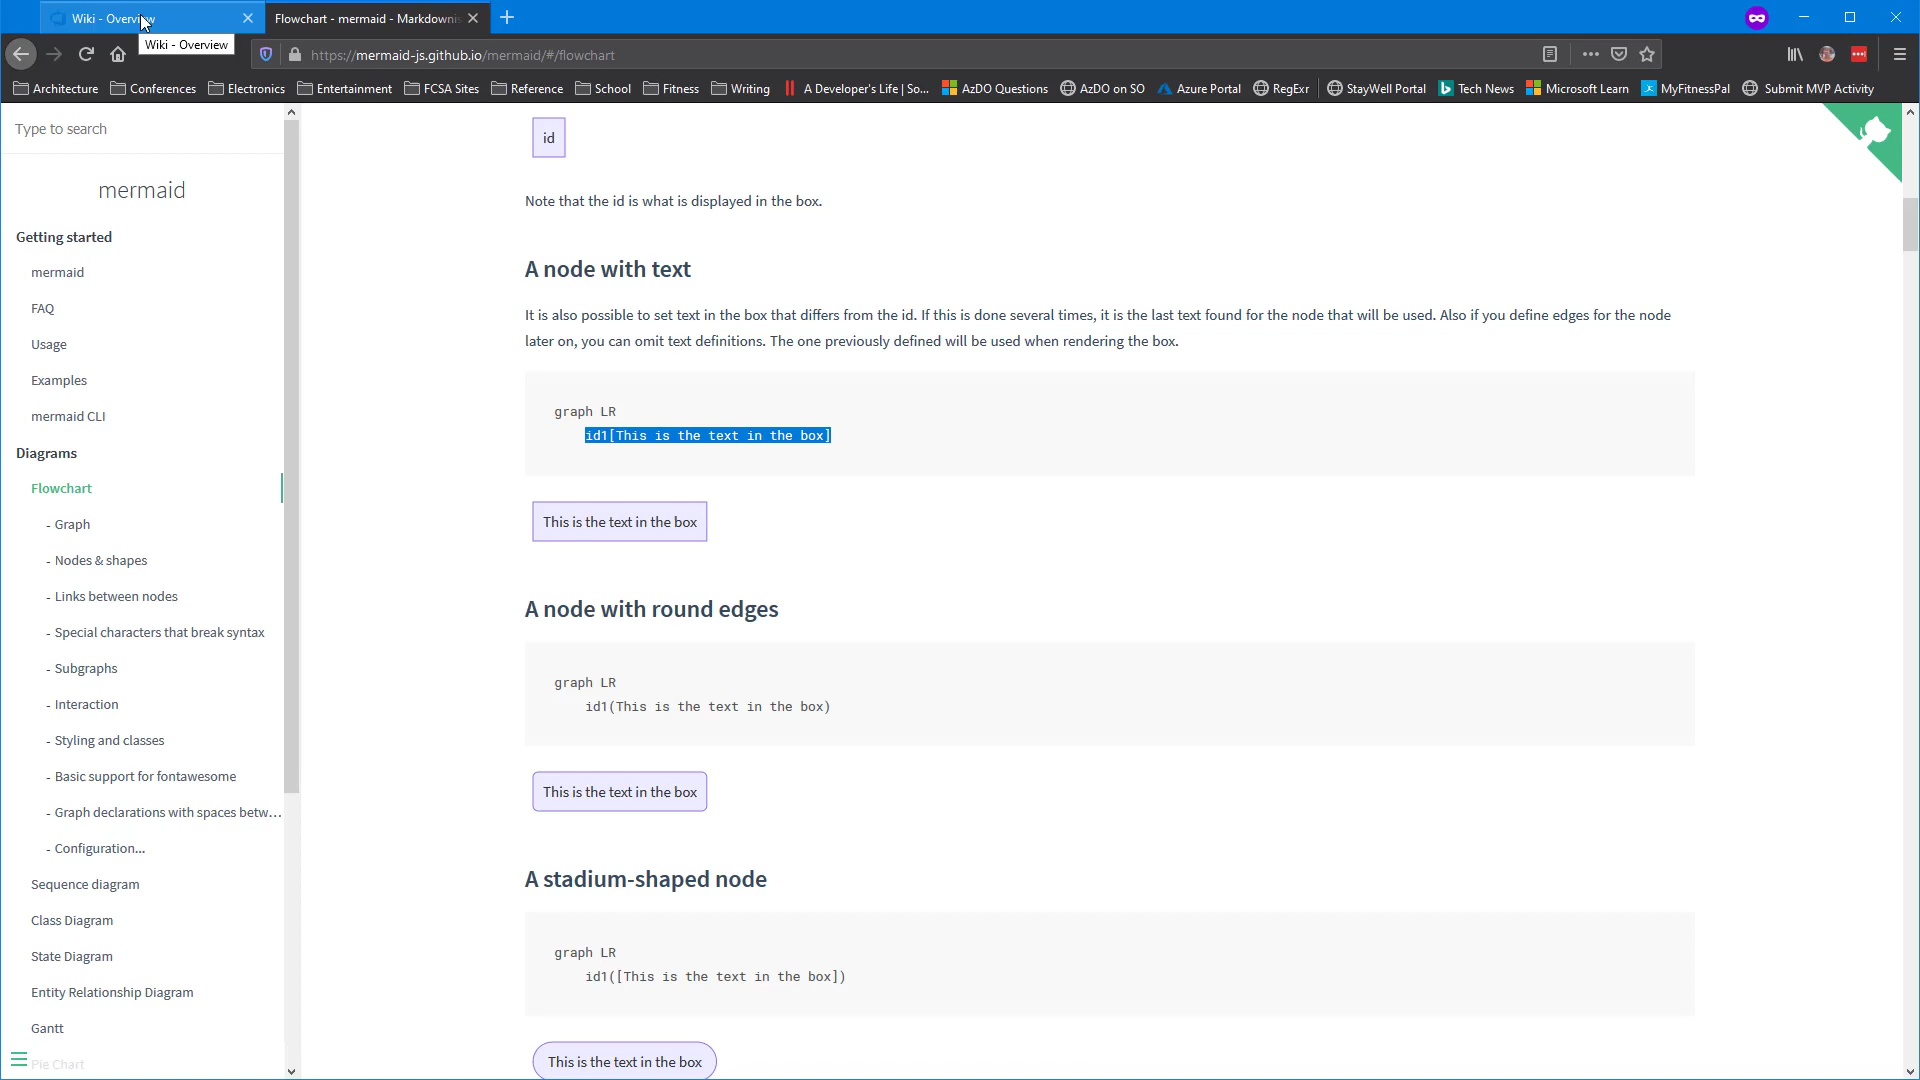 Wiki - Overview
Flowchart - mermaid - Markdownis
Wiki - Overview
https://mermaid-js.github.io/mermaid/#/flowchart
Architecture
Conferences
Electronics
Entertainment
FCSA Sites
Reference
School
Fitness
Writing
A Developer's Life | So...
AzDO Questions
AzDO on SO
Azure Portal
RegExr
StayWell Portal
Tech News
Microsoft Learn
MyFitnessPal
Submit MVP Activity
Type to search
mermaid
Getting started
mermaid
FAQ
Usage
Examples
mermaid CLI
Diagrams
Flowchart
- Graph
- Nodes & shapes
- Links between nodes
- Special characters that break syntax
- Subgraphs
- Interaction
- Styling and classes
- Basic support for fontawesome
- Graph declarations with spaces betw...
- Configuration...
Sequence diagram
Class Diagram
State Diagram
Entity Relationship Diagram
Gantt
Pie Chart
id
Note that the id is what is displayed in the box.
A node with text
It is also possible to set text in the box that differs from the id. If this is done several times, it is the last text found for the node that will be used. Also if you define edges for the node
later on, you can omit text definitions. The one previously defined will be used when rendering the box.
graph LR
id1[This is the text in the box]
This is the text in the box
A node with round edges
graph LR
id1(This is the text in the box)
This is the text in the box
A stadium-shaped node
graph LR
id1([This is the text in the box])
This is the text in the box